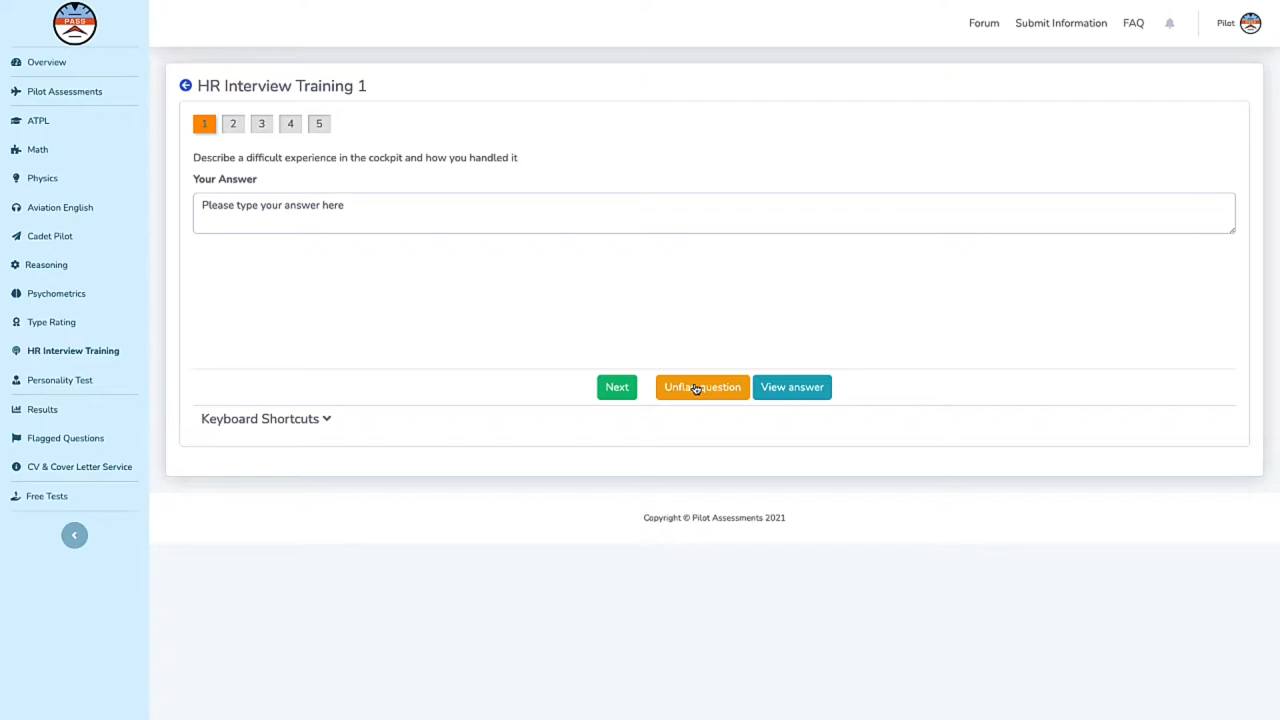 PASS
Forum
Submit Information
FAQ
Pilot
Overview
Pilot Assessments
ATPL
Math
Physics
Aviation English
Cadet Pilot
Reasoning
Psychometrics
Type Rating
HR Interview Training
Personality Test
Results
Flagged Questions
CV & Cover Letter Service
Free Tests
HR Interview Training 1
1 2 3 4 5
Describe a difficult experience in the cockpit and how you handled it
Your Answer
Please type your answer here
Next
Unflag question
View answer
Keyboard Shortcuts
Copyright © Pilot Assessments 2021